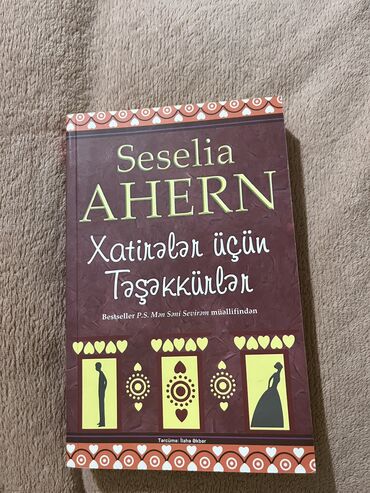 Seselia
AHERN
Xatirələr üçün
Təşəkkürlər
Bestseller P.S. Mən Səni Sevirəm müəllifindən
Tərcümə: İlahə Əkbər